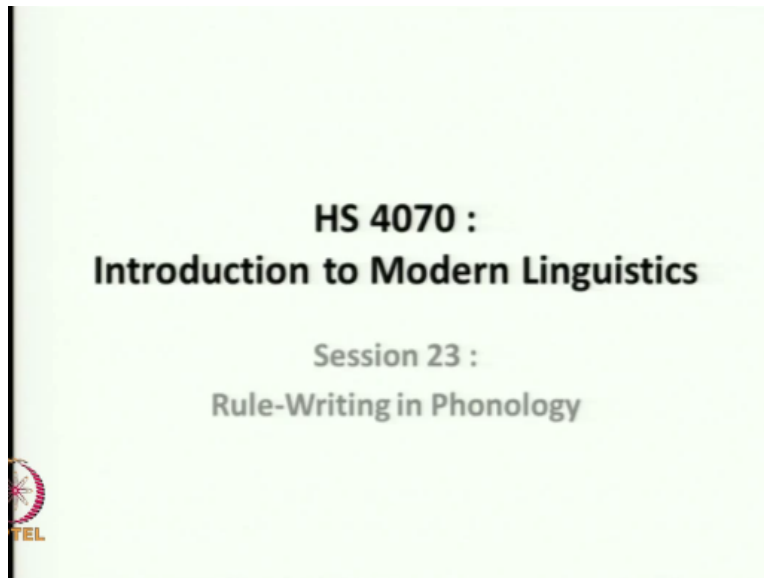 HS 4070 :
Introduction to Modern Linguistics
Session 23 :
Rule-Writing in Phonology
TEL